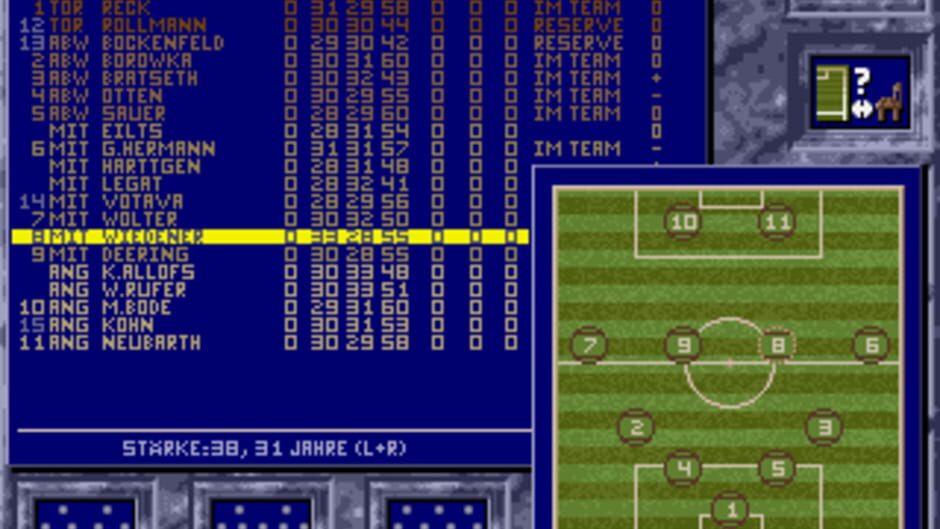 1 TOR RECK 0 31 29 58 0 0 0 IM TEAM 0
12 TOR ROLLMANN 0 30 30 44 0 0 0 RESERVE 0
13 ABW BOCKENFELD 0 29 30 42 0 0 0 RESERVE 0
2 ABW BOROWKA 0 30 31 60 0 0 0 IM TEAM 0
3 ABW BRATSETH 0 30 32 43 0 0 0 IM TEAM +
4 ABW OTTEN 0 29 29 55 0 0 0 IM TEAM -
5 ABW SAUER 0 28 29 60 0 0 0 IM TEAM 0
MIT EILTS 0 28 31 54 0 0 0 0
6 MIT G.HERMANN 0 31 31 57 0 0 0 IM TEAM -
MIT HARTTGEN 0 28 31 48 0 0 0
MIT LEGAT 0 28 32 41 0 0 0
14 MIT VOTAVA 0 28 29 56 0 0 0
7 MIT WOLTER 0 30 32 50 0 0 0
8 MIT WIEDENER 0 33 28 55 0 0 0
9 MIT DEERING 0 30 28 55 0 0 0
ANG K.ALLOFS 0 30 33 48 0 0 0
ANG W.RUFER 0 30 33 51 0 0 0
10 ANG M.BODE 0 29 31 60 0 0 0
15 ANG KOHN 0 30 31 53 0 0 0
11 ANG NEUBARTH 0 30 29 58 0 0 0
STÄRKE:38, 31 JAHRE (L+R)
?
10 11
7 9 8 6
2 3
4 5
1